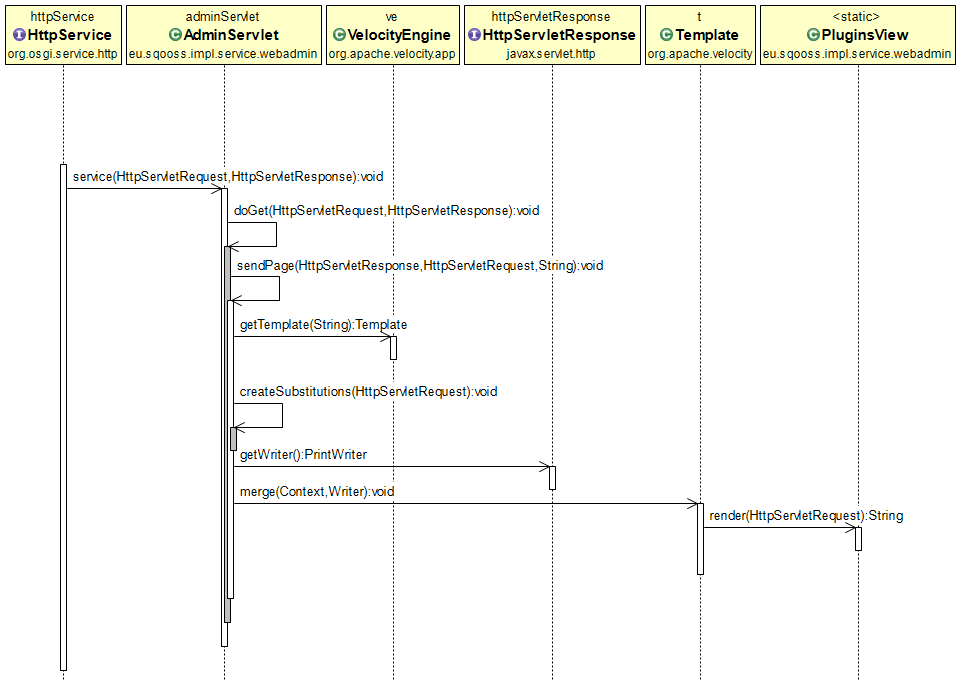 httpService
I HttpService
org.osgi.service.http
adminServlet
C AdminServlet
eu.sqooss.impl.service.webadmin
ve
C VelocityEngine
org.apache.velocity.app
httpServletResponse
I HttpServletResponse
javax.servlet.http
t
C Template
org.apache.velocity
<static>
C PluginsView
eu.sqooss.impl.service.webadmin
service(HttpServletRequest,HttpServletResponse):void
doGet(HttpServletRequest,HttpServletResponse):void
sendPage(HttpServletResponse,HttpServletRequest,String):void
getTemplate(String):Template
createSubstitutions(HttpServletRequest):void
getWriter():PrintWriter
merge(Context,Writer):void
render(HttpServletRequest):String